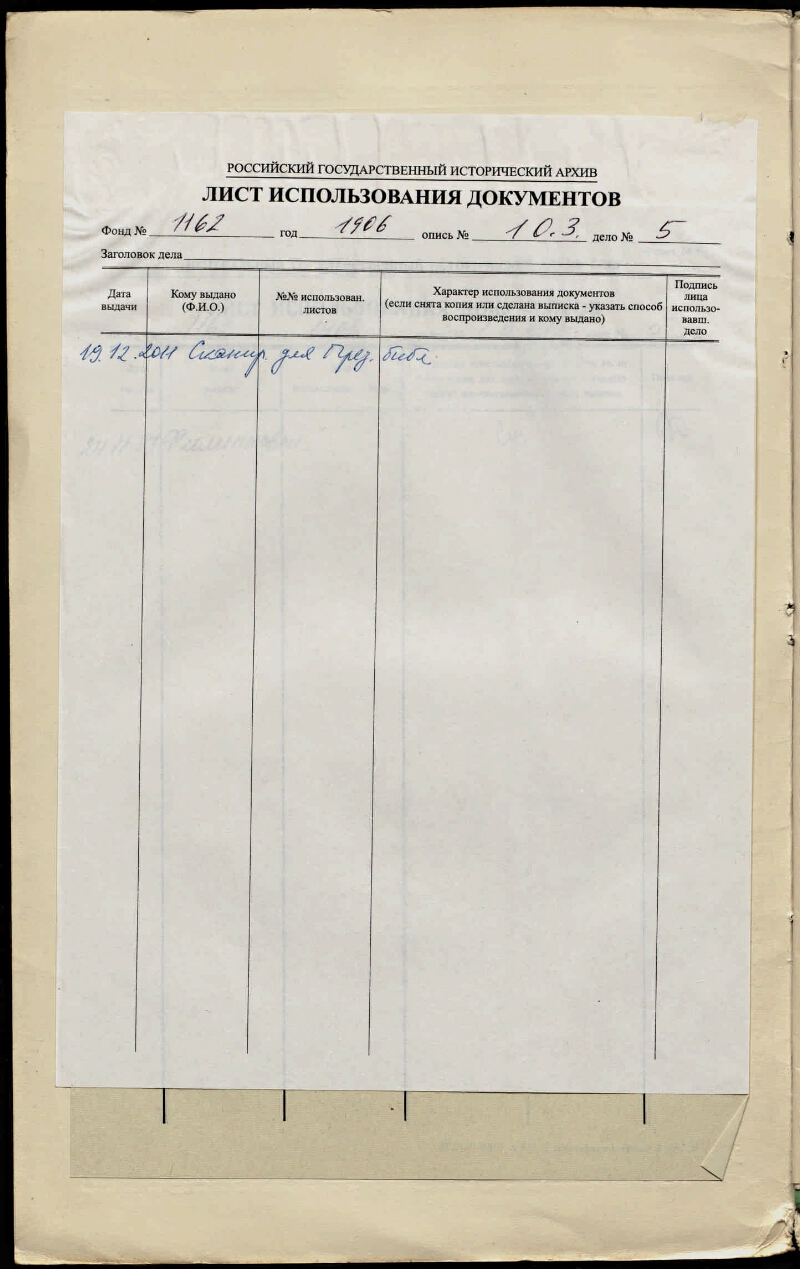 РОССИЙСКИЙ ГОСУДАРСТВЕННЫЙ ИСТОРИЧЕСКИЙ АРХИВ
ЛИСТ ИСПОЛЬЗОВАНИЯ ДОКУМЕНТОВ
Фонд № 1162 год 1906 опись № 10.3. дело № 5
Заголовок дела
Дата
выдачи
Кому выдано
(Ф.И.О.)
№№ использован.
листов
Характер использования документов
(если снята копия или сделана выписка - указать способ
воспроизведения и кому выдано)
Подпись
лица
использо-
вавш.
дело
19.12.2011 Сканир. для През. библ.